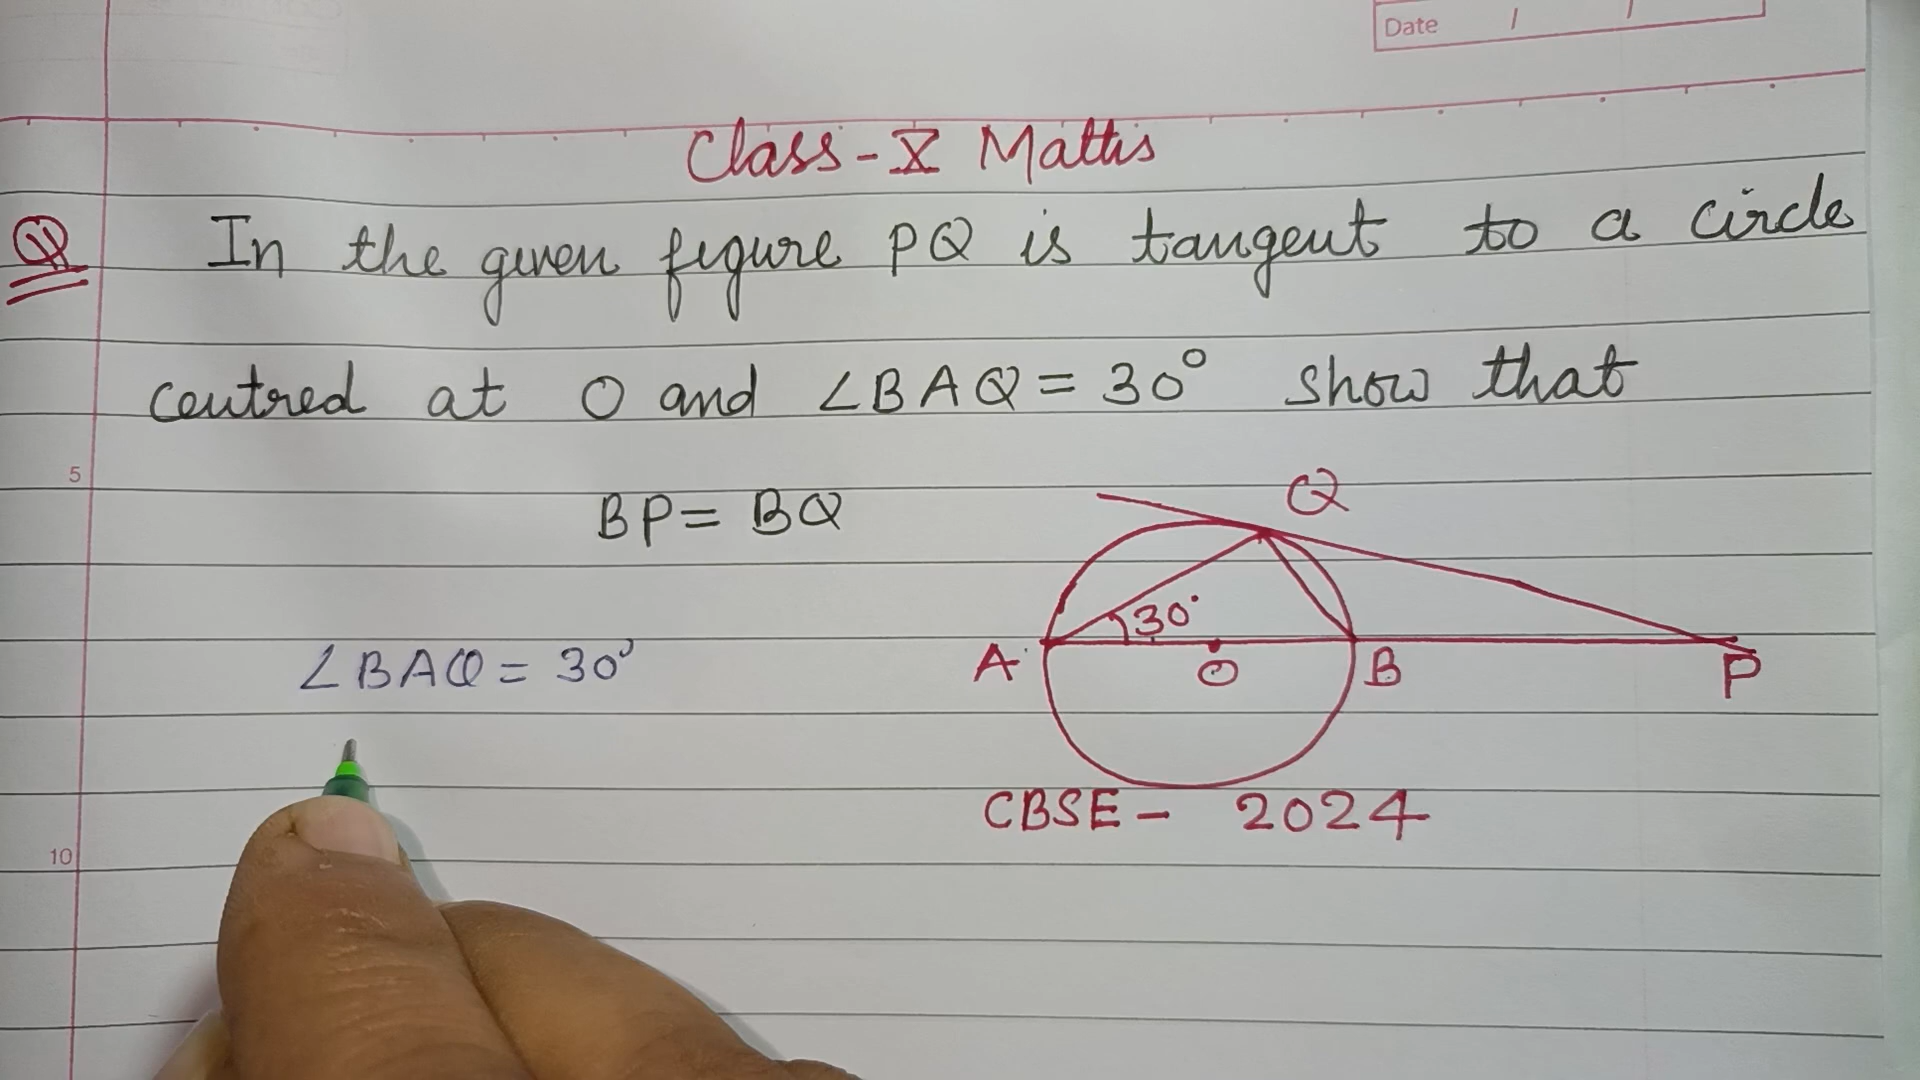 Date / /
Class-X Maths
Q In the given figure PQ is tangent to a circle
centred at O and ∠BAQ = 30° show that
5
BP = BQ
Q
30°
∠BAQ = 30°
A O B P
CBSE - 2024
10